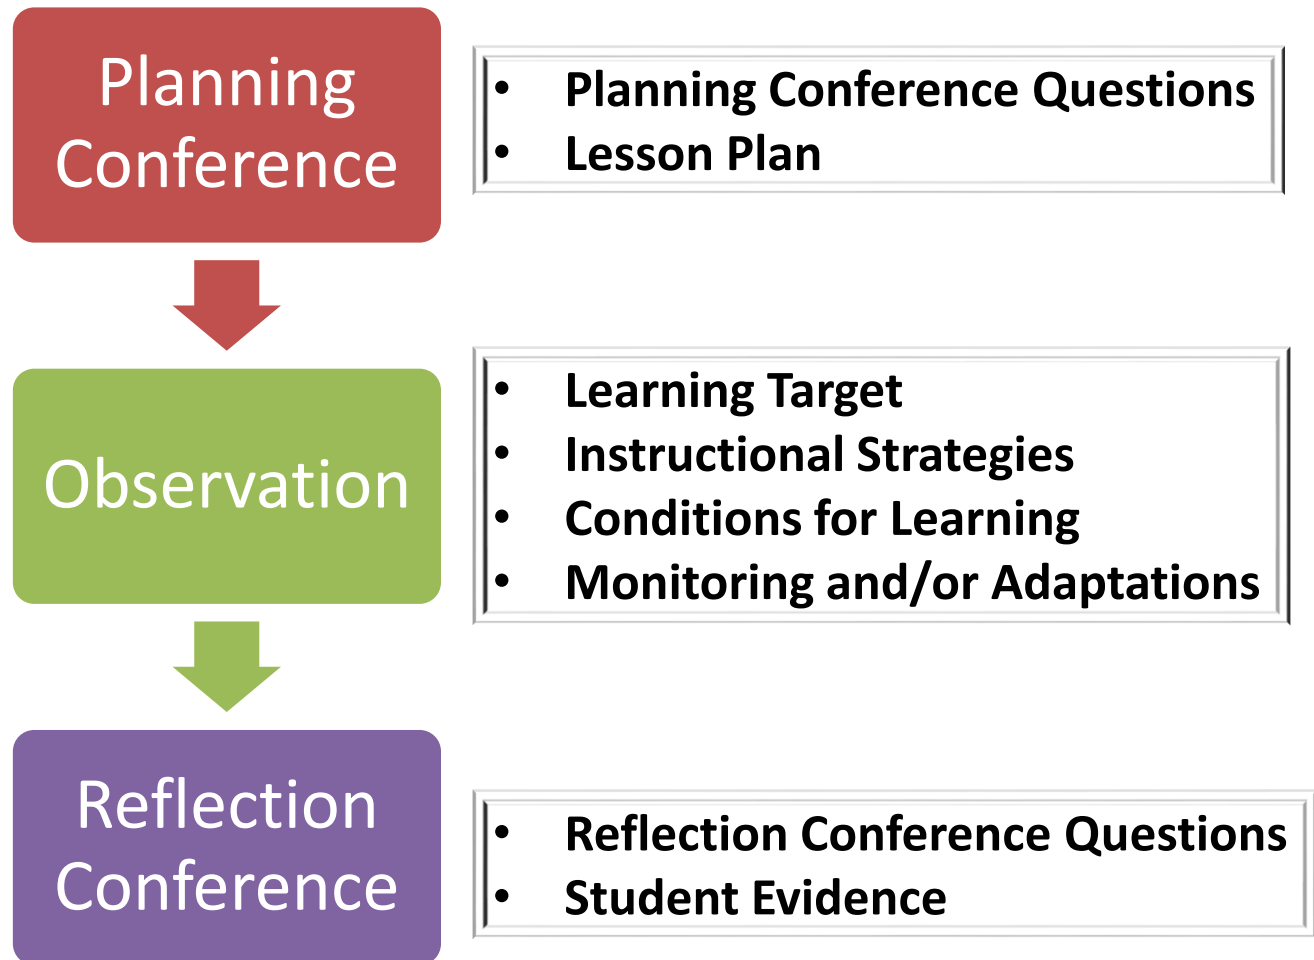 Planning
Conference
• Planning Conference Questions
• Lesson Plan
Observation
• Learning Target
• Instructional Strategies
• Conditions for Learning
• Monitoring and/or Adaptations
Reflection
Conference
• Reflection Conference Questions
• Student Evidence